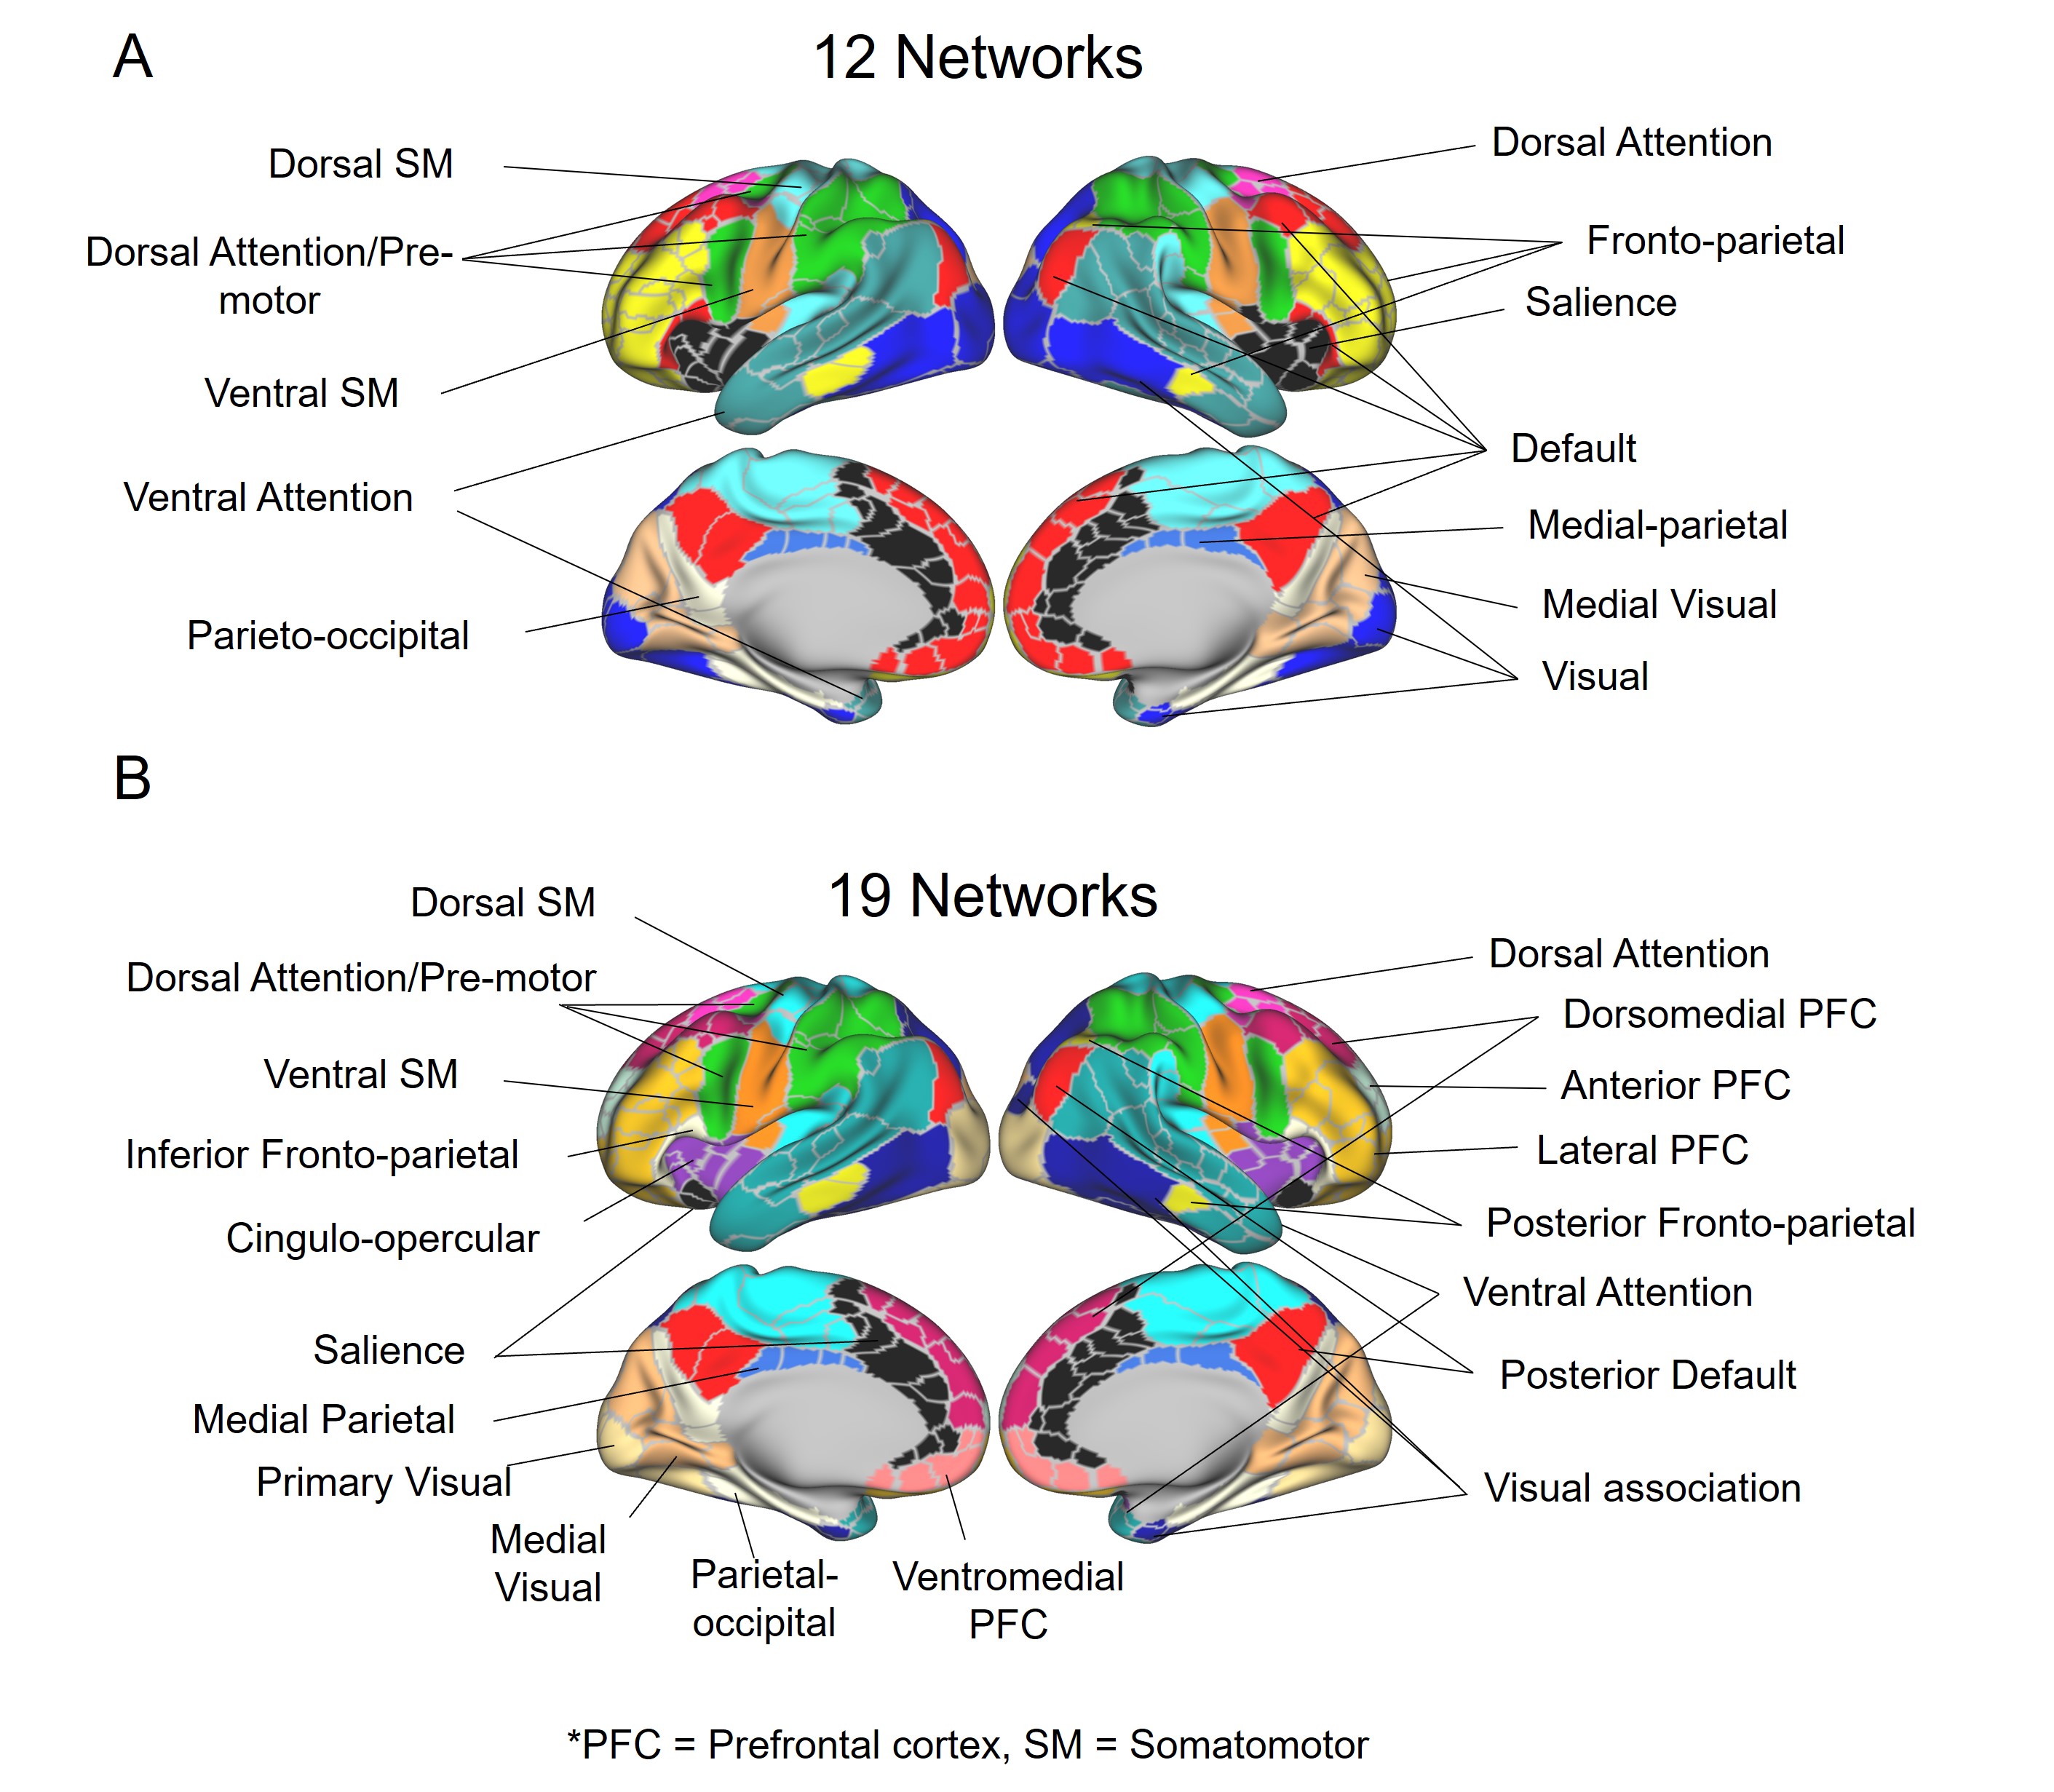 A
12 Networks
Dorsal SM
Dorsal Attention/Pre-
motor
Ventral SM
Ventral Attention
Parieto-occipital
Dorsal Attention
Fronto-parietal
Salience
Default
Medial-parietal
Medial Visual
Visual
B
19 Networks
Dorsal SM
Dorsal Attention/Pre-motor
Ventral SM
Inferior Fronto-parietal
Cingulo-opercular
Salience
Medial Parietal
Primary Visual
Medial
Visual
Parietal-
occipital
Ventromedial
PFC
Dorsal Attention
Dorsomedial PFC
Anterior PFC
Lateral PFC
Posterior Fronto-parietal
Ventral Attention
Posterior Default
Visual association
*PFC = Prefrontal cortex, SM = Somatomotor